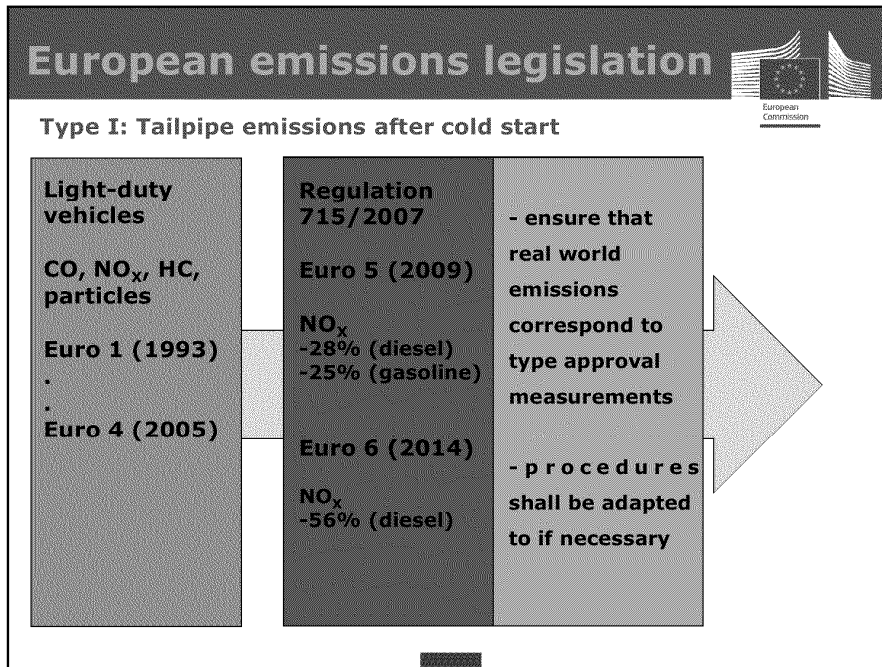 European emissions legislation
European
Commission
Type I: Tailpipe emissions after cold start
Light-duty
vehicles
CO, NOx, HC,
particles
Euro 1 (1993)
.
.
Euro 4 (2005)
Regulation
715/2007
Euro 5 (2009)
NOx
-28% (diesel)
-25% (gasoline)
Euro 6 (2014)
NOx
-56% (diesel)
- ensure that
real world
emissions
correspond to
type approval
measurements
- p r o c e d u r e s
shall be adapted
to if necessary